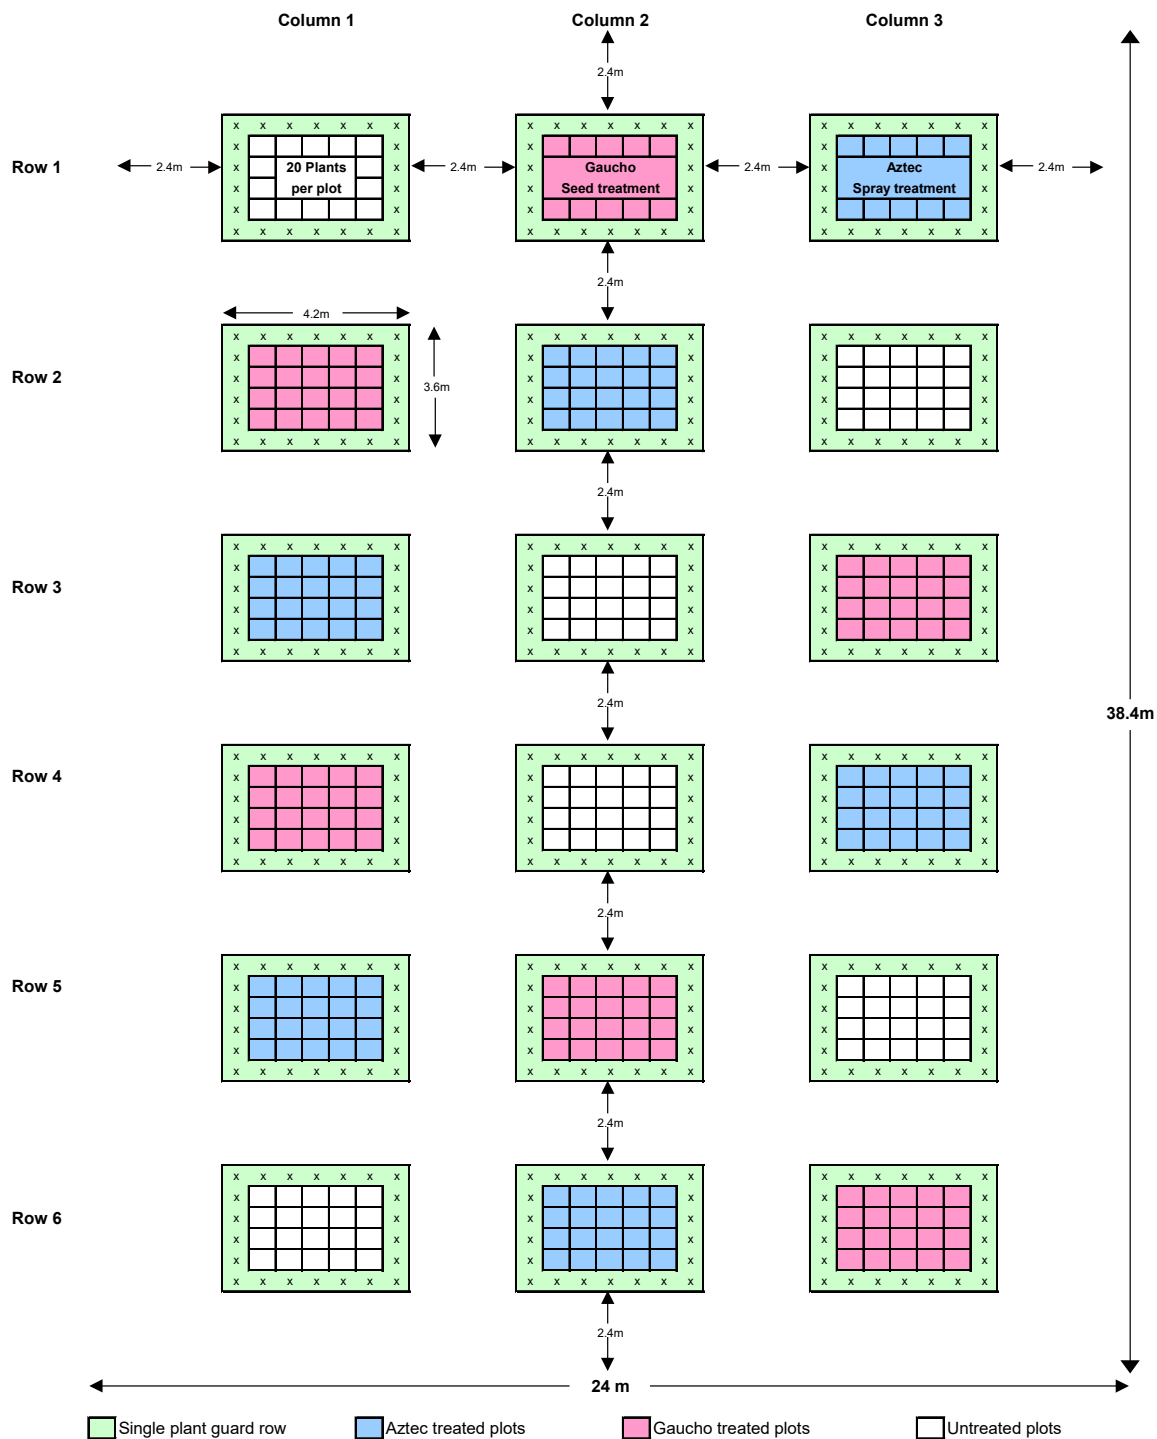 Column 1 Column 2 Column 3
2.4m
x x x x x x x x x x x x x x x x x x x x x
Row 1 2.4m x 20 Plants x 2.4m x Gaucho x 2.4m x Aztec x 2.4m
x per plot x x Seed treatment x x Spray treatment x
x x x x x x
x x x x x x x x x x x x x x x x x x x x x
2.4m
4.2m
x x x x x x x x x x x x x x x x x x x x x
x x x x x x
Row 2 x x x x x x
3.6m
x x x x x x
x x x x x x
x x x x x x x x x x x x x x x x x x x x x
2.4m
x x x x x x x x x x x x x x x x x x x x x
x x x x x x
Row 3 x x x x x x
x x x x x x
x x x x x x
x x x x x x x x x x x x x x x x x x x x x
2.4m
38.4m
x x x x x x x x x x x x x x x x x x x x x
Row 4 x x x x x x
x x x x x x
x x x x x x
x x x x x x
x x x x x x x x x x x x x x x x x x x x x
2.4m
x x x x x x x x x x x x x x x x x x x x x
Row 5 x x x x x x
x x x x x x
x x x x x x
x x x x x x
x x x x x x x x x x x x x x x x x x x x x
2.4m
x x x x x x x x x x x x x x x x x x x x x
x x x x x x
Row 6 x x x x x x
x x x x x x
x x x x x x
x x x x x x x x x x x x x x x x x x x x x
2.4m
24 m
Single plant guard row Aztec treated plots Gaucho treated plots Untreated plots